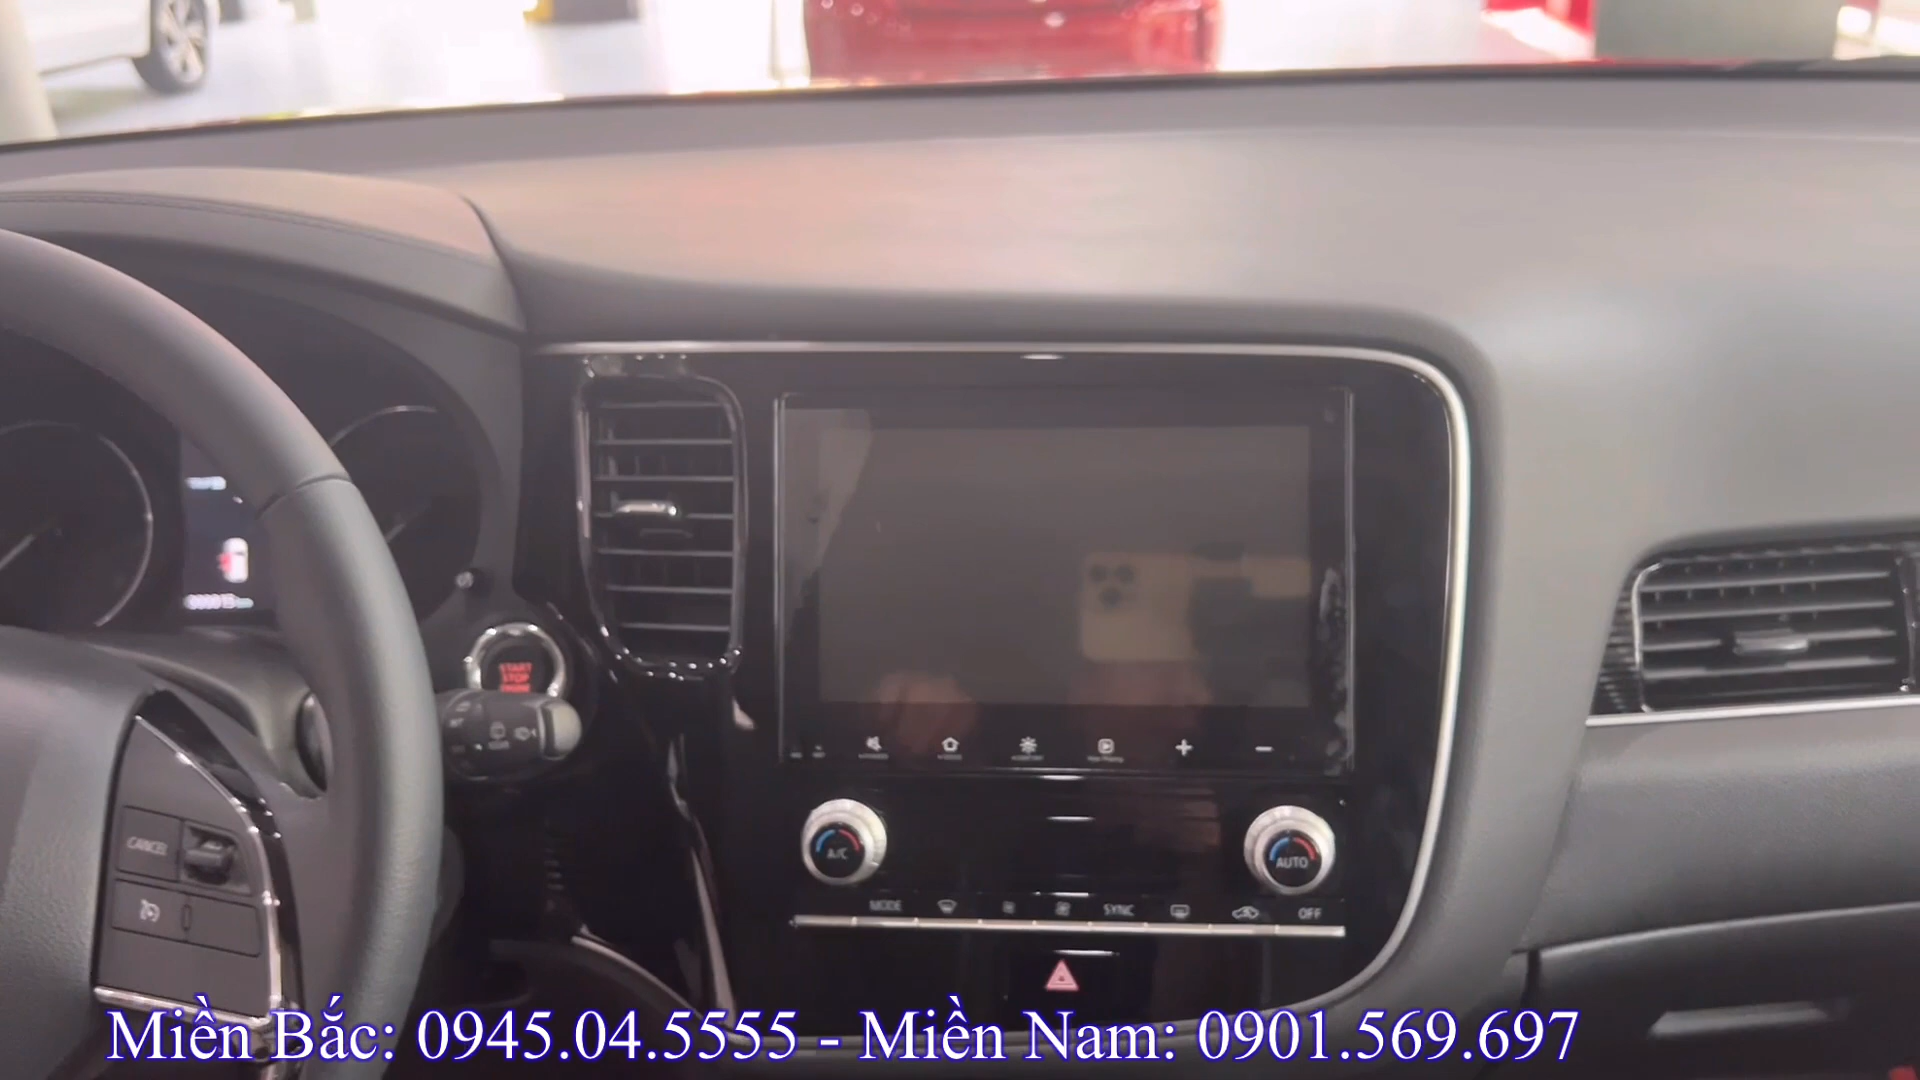 START
STOP
CANCEL
A/C
AUTO
MODE
SYNC
OFF
Miền Bắc: 0945.04.5555 - Miền Nam: 0901.569.697